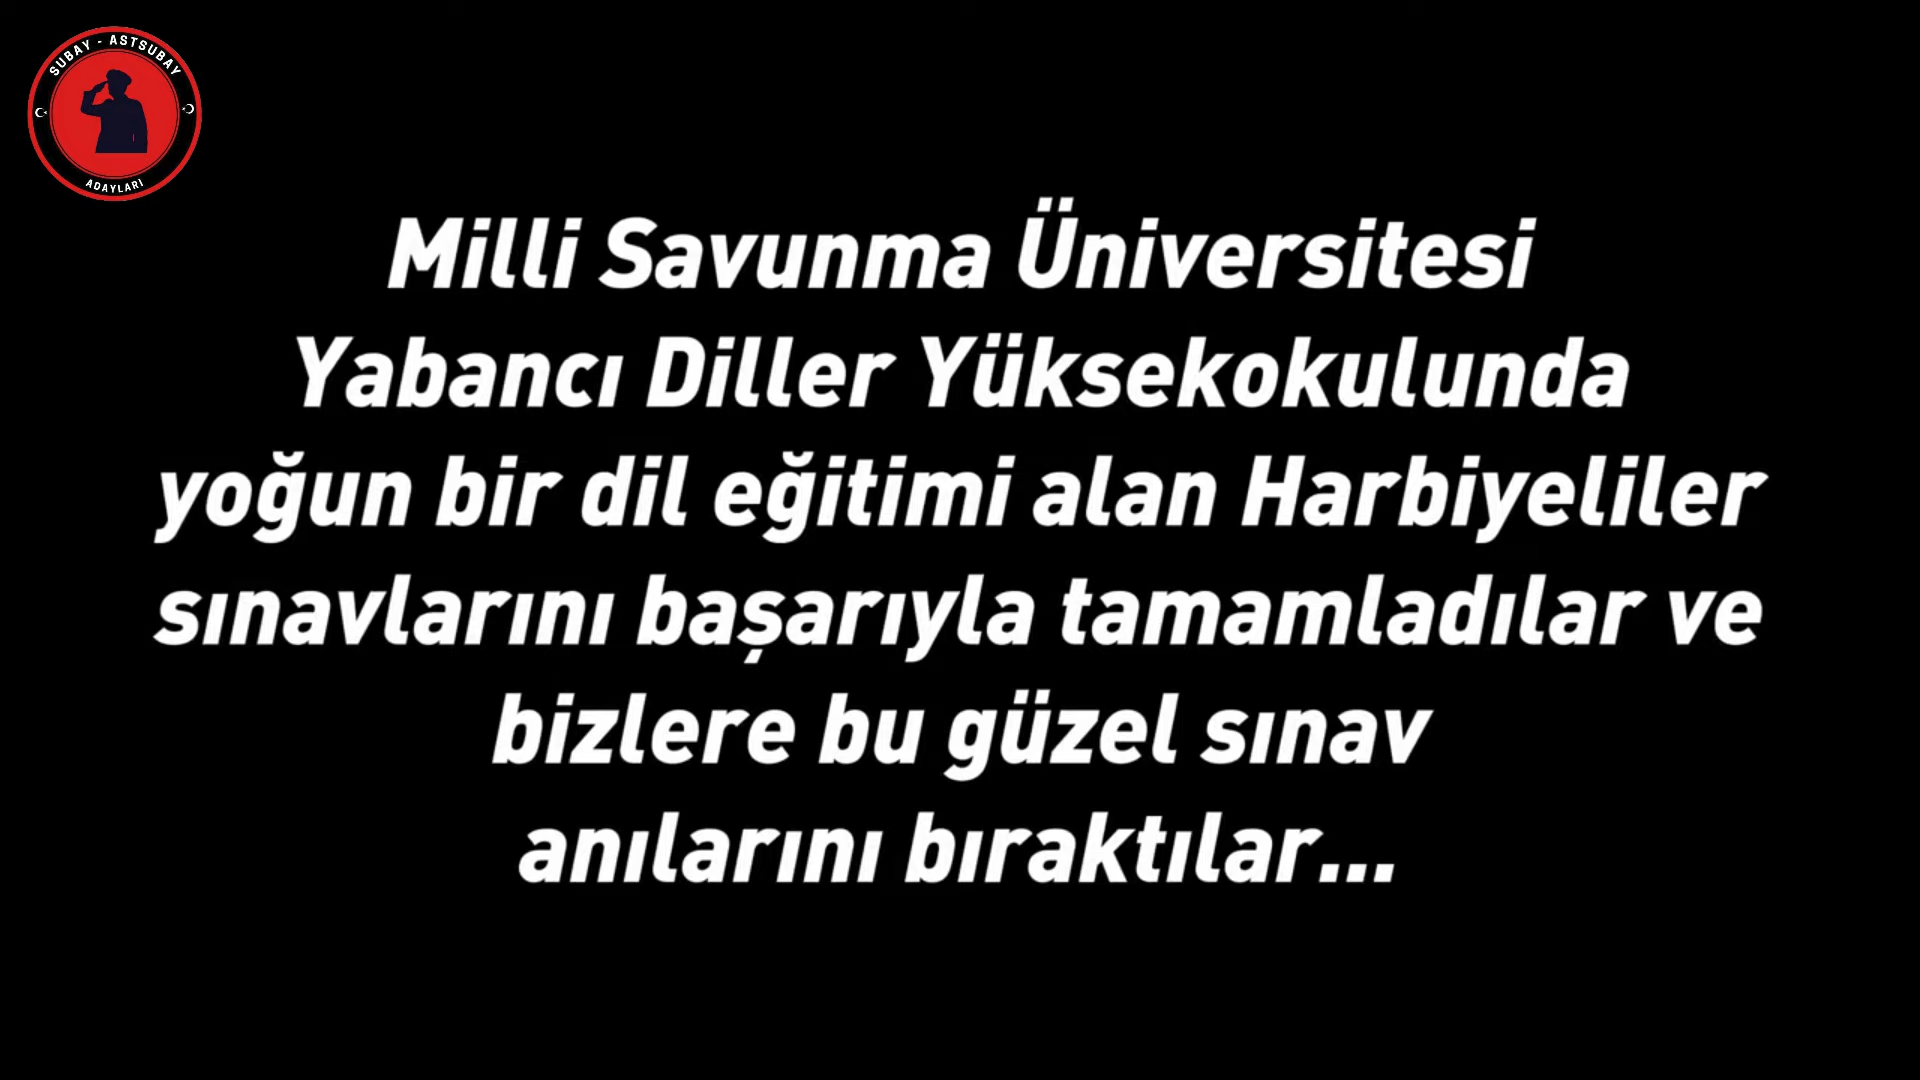 SUBAY - ASTSUBAY
ADAYLARI
Milli Savunma Üniversitesi
Yabancı Diller Yüksekokulunda
yoğun bir dil eğitimi alan Harbiyeliler
sınavlarını başarıyla tamamladılar ve
bizlere bu güzel sınav
anılarını bıraktılar...